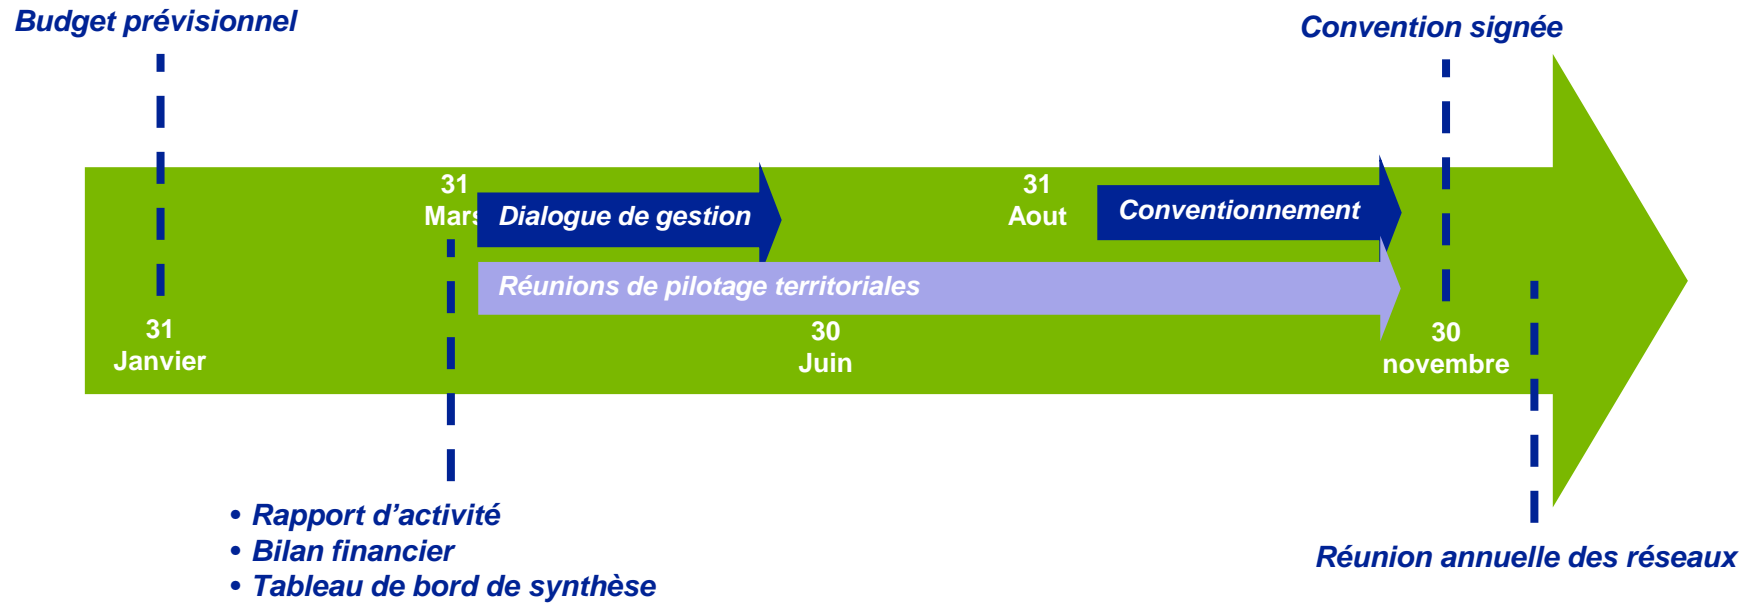 Budget prévisionnel
Convention signée
31
Mars
Dialogue de gestion
31
Aout
Conventionnement
Réunions de pilotage territoriales
31
Janvier
30
Juin
30
novembre
• Rapport d’activité
• Bilan financier
• Tableau de bord de synthèse
Réunion annuelle des réseaux